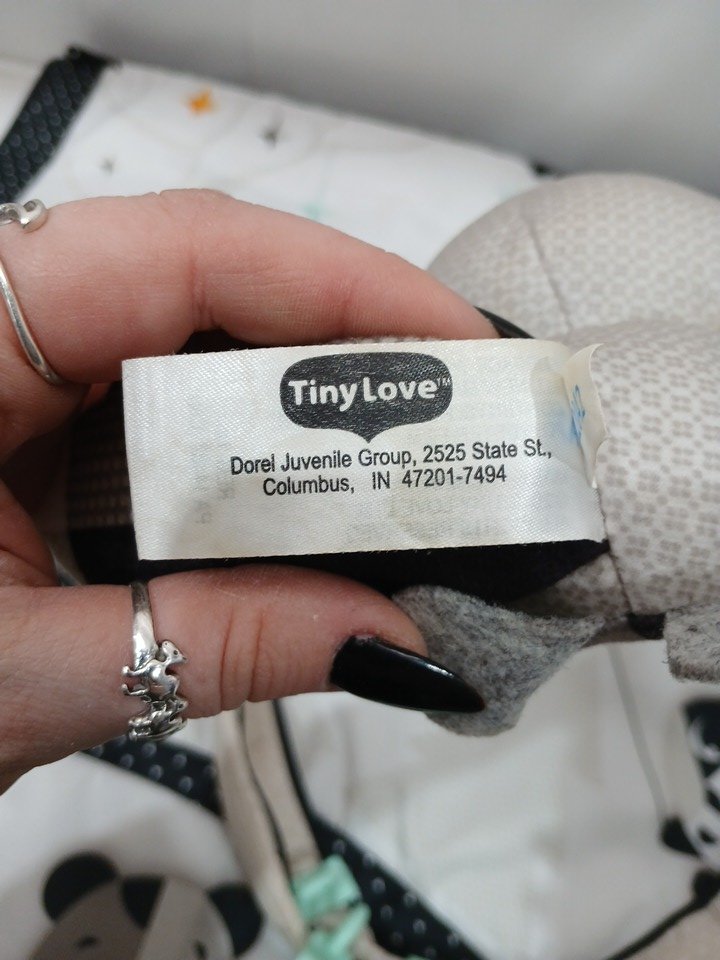 TinyLove™
Dorel Juvenile Group, 2525 State St.,
Columbus, IN 47201-7494